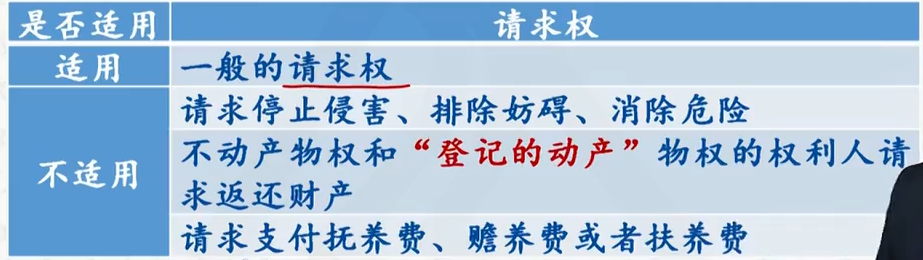 是否适用 请求权
适用 一般的请求权
不适用
请求停止侵害、排除妨碍、消除危险
不动产物权和“登记的动产”物权的权利人请
求返还财产
请求支付抚养费、赡养费或者扶养费